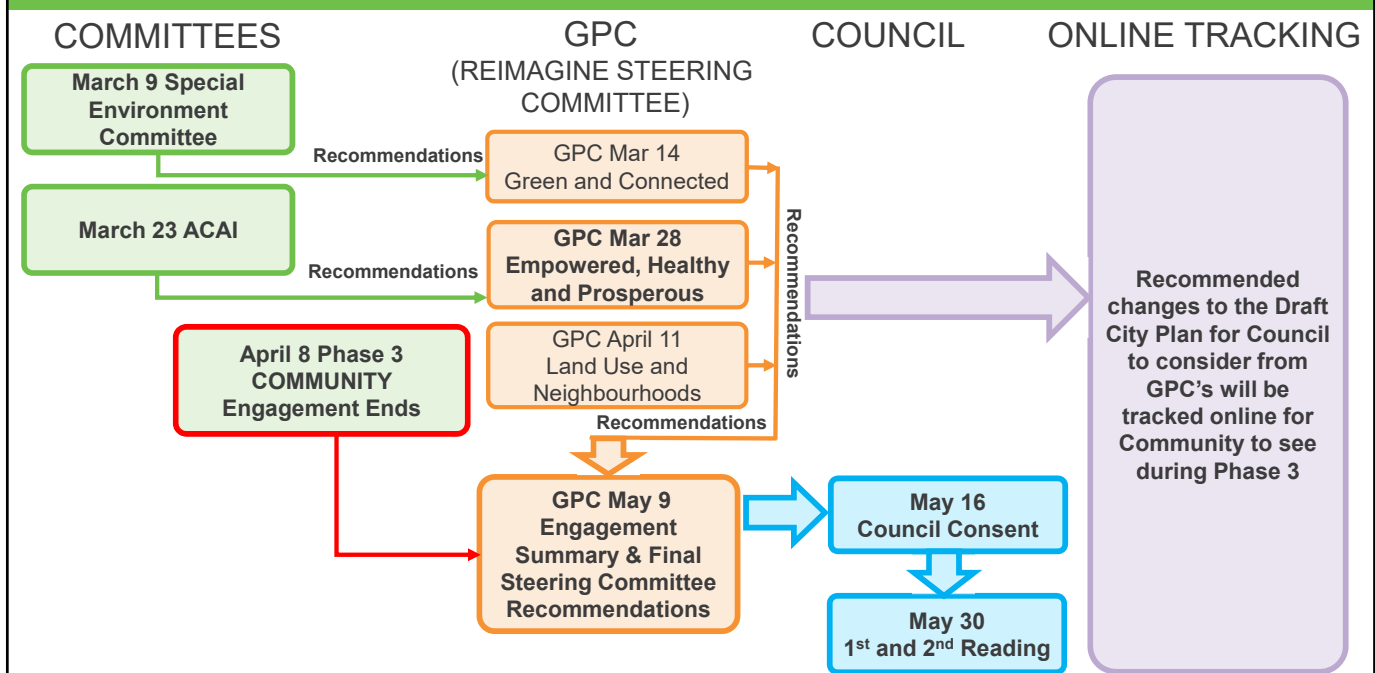 COMMITTEES
GPC
(REIMAGINE STEERING
COMMITTEE)
COUNCIL
ONLINE TRACKING
March 9 Special
Environment
Committee
Recommendations
GPC Mar 14
Green and Connected
March 23 ACAI
Recommendations
GPC Mar 28
Empowered, Healthy
and Prosperous
Recommendations
April 8 Phase 3
COMMUNITY
Engagement Ends
GPC April 11
Land Use and
Neighbourhoods
Recommendations
GPC May 9
Engagement
Summary & Final
Steering Committee
Recommendations
May 16
Council Consent
May 30
1st and 2nd Reading
Recommended
changes to the Draft
City Plan for Council
to consider from
GPC’s will be
tracked online for
Community to see
during Phase 3